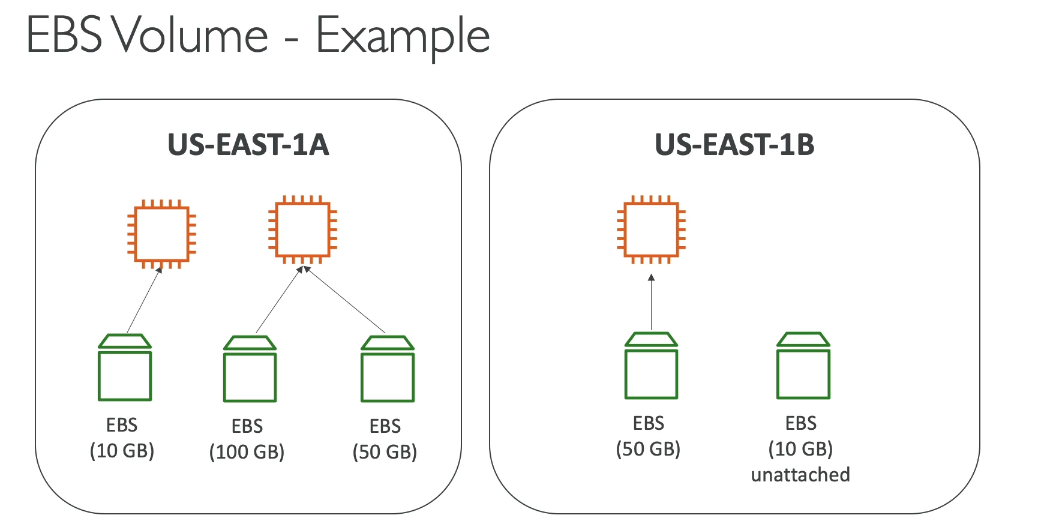 EBS Volume - Example
US-EAST-1A
US-EAST-1B
EBS
(10 GB)
EBS
(100 GB)
EBS
(50 GB)
EBS
(50 GB)
EBS
(10 GB)
unattached